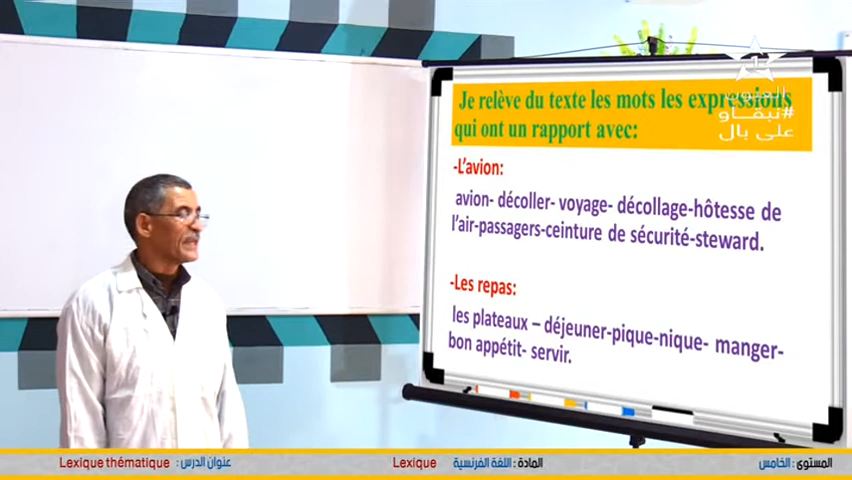 Je relève du texte les mots les expressions
qui ont un rapport avec:
-L'avion:
avion- décoller- voyage- décollage-hôtesse de
l'air-passagers-ceinture de sécurité-steward.
-Les repas:
les plateaux – déjeuner-pique-nique- manger-
bon appétit- servir.
العيون
#نبقاو
على بال
المستوى : الخامس
المادة : اللغة الفرنسية Lexique
عنوان الدرس : Lexique thématique